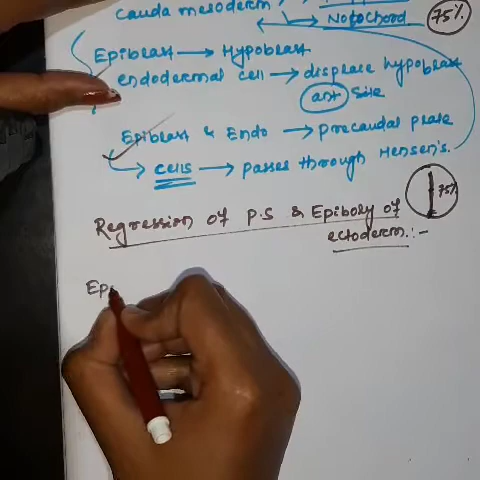 cauda mesoderm
Notochord 75%
Epiblast → Hypoblast
endodermal cell → displace hypoblast
ant site
Epiblast & Endo → precaudal plate
cells → passes through Hensen's.
Regression of P.S & Epiboly of 75%
ectoderm :-
Ep